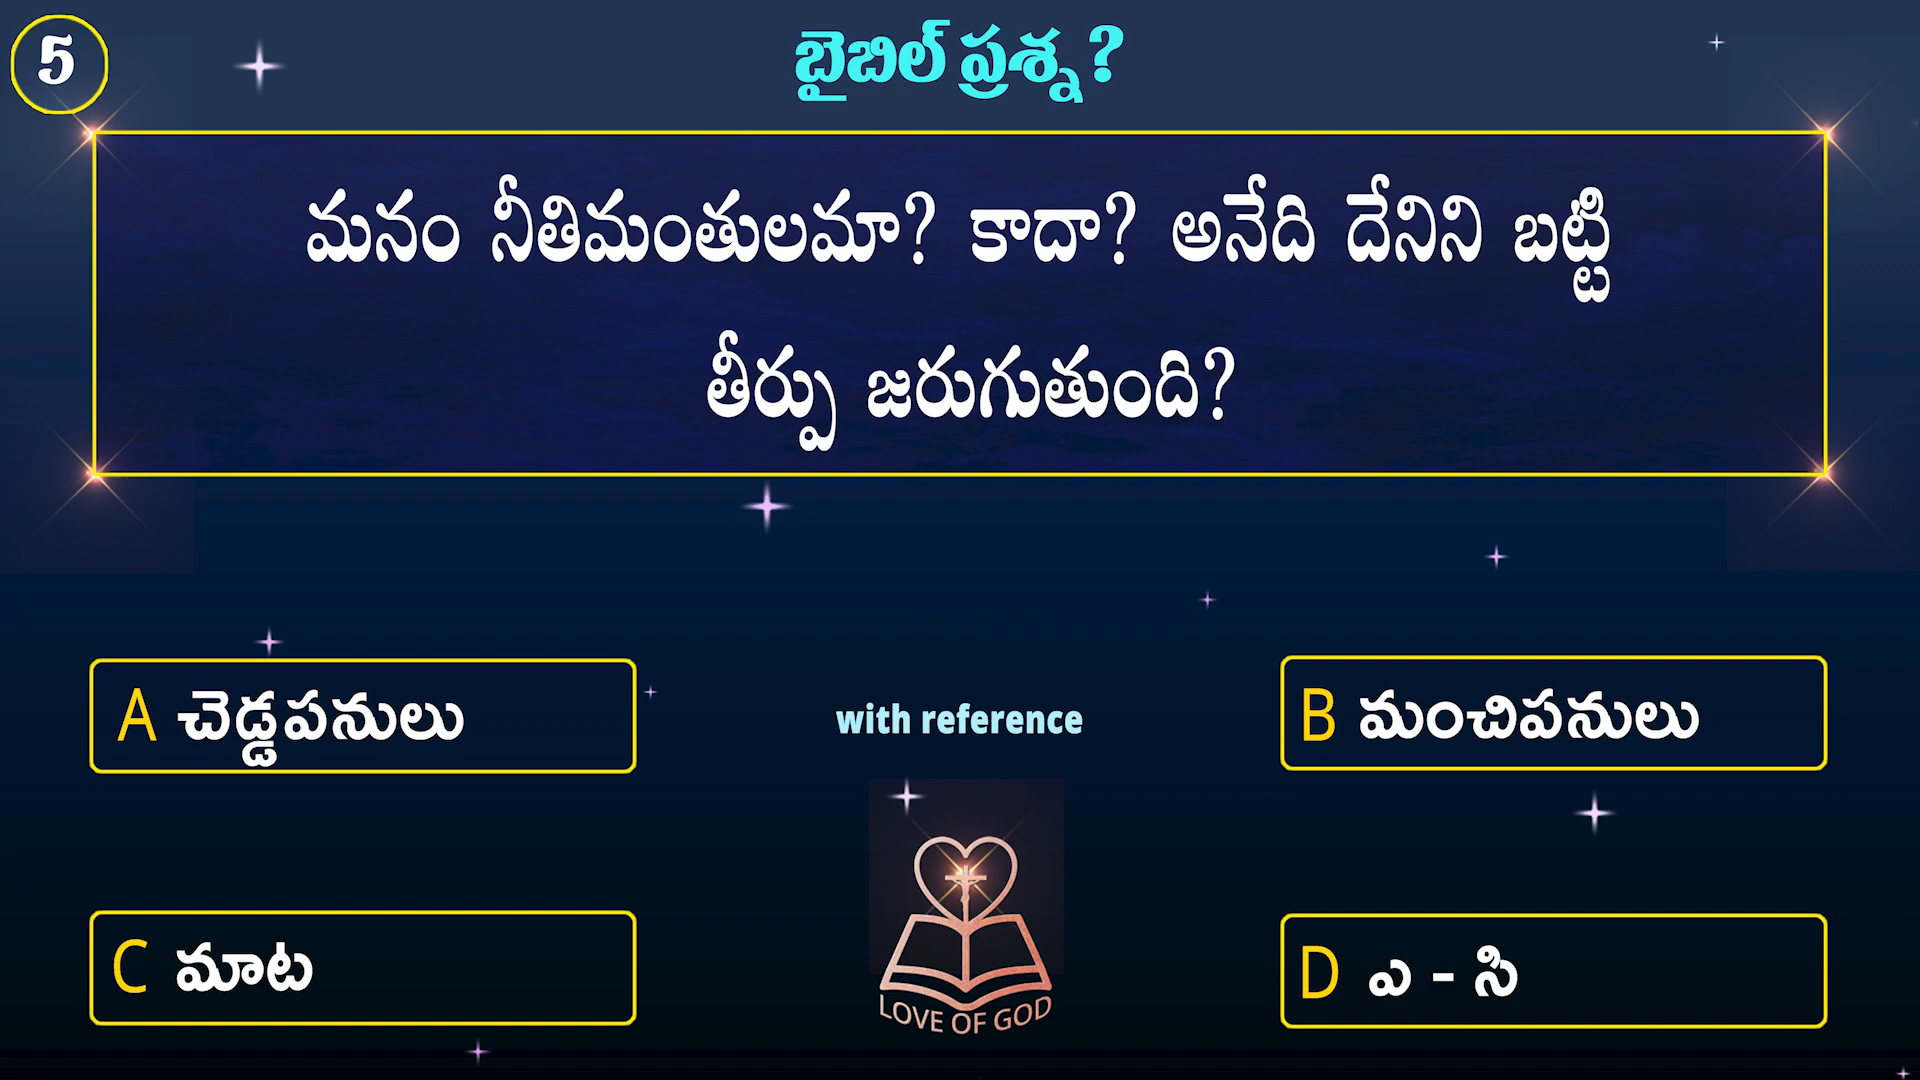 5
బైబిల్ ప్రశ్న?
మనం నీతిమంతులమా? కాదా? అనేది దేనిని బట్టి
తీర్పు జరుగుతుంది?
A చెడ్డపనులు
with reference
B మంచిపనులు
C మాట
D ఎ - సి
LOVE OF GOD